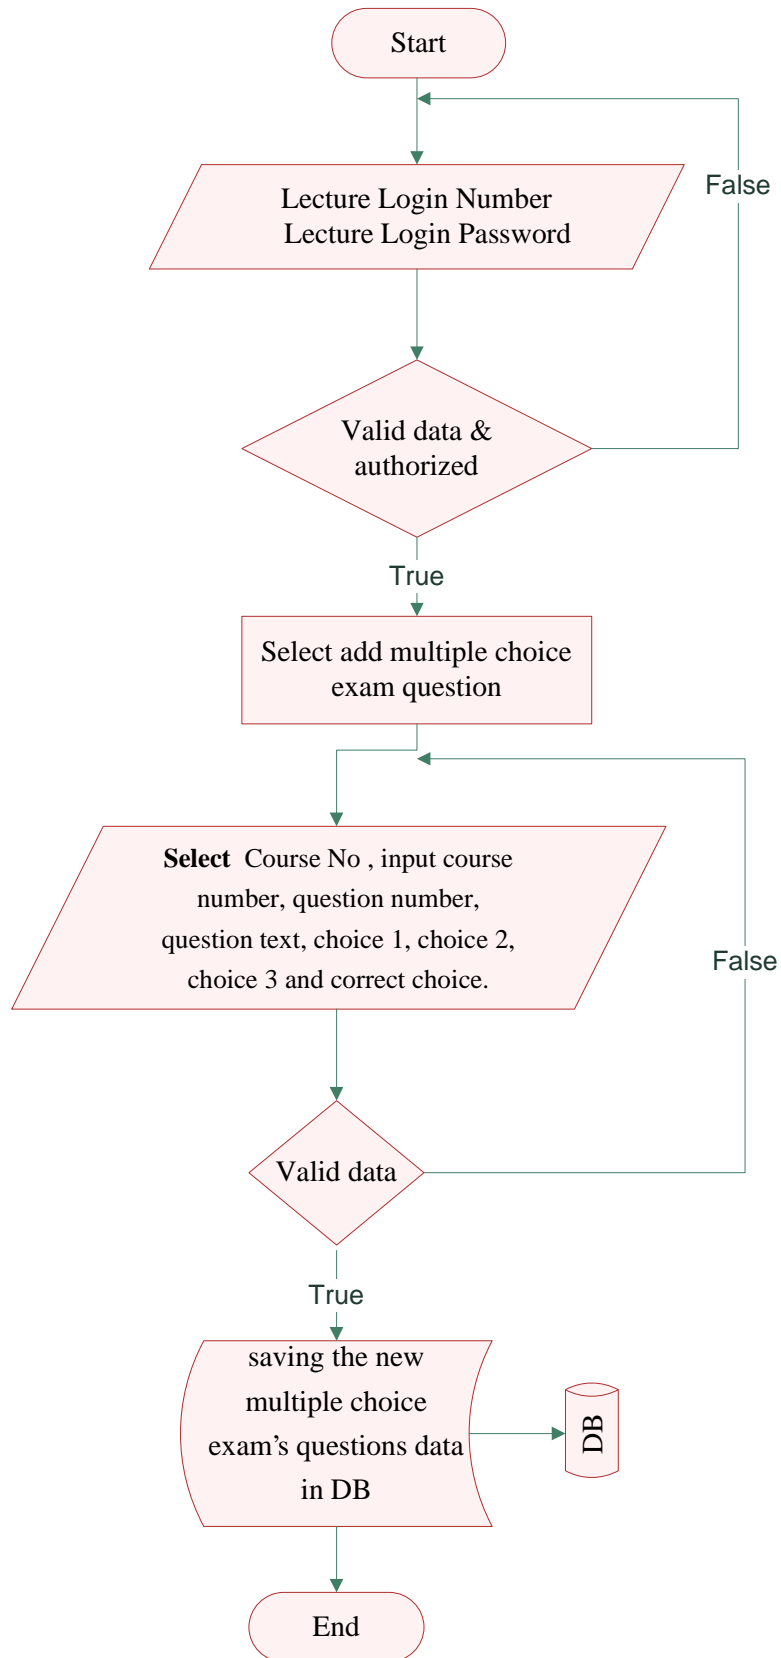 Start
False
Lecture Login Number
Lecture Login Password
Valid data &
authorized
True
Select add multiple choice
exam question
Select Course No , input course
number, question number,
question text, choice 1, choice 2,
choice 3 and correct choice.
False
Valid data
True
saving the new
multiple choice
exam’s questions data
in DB
DB
End